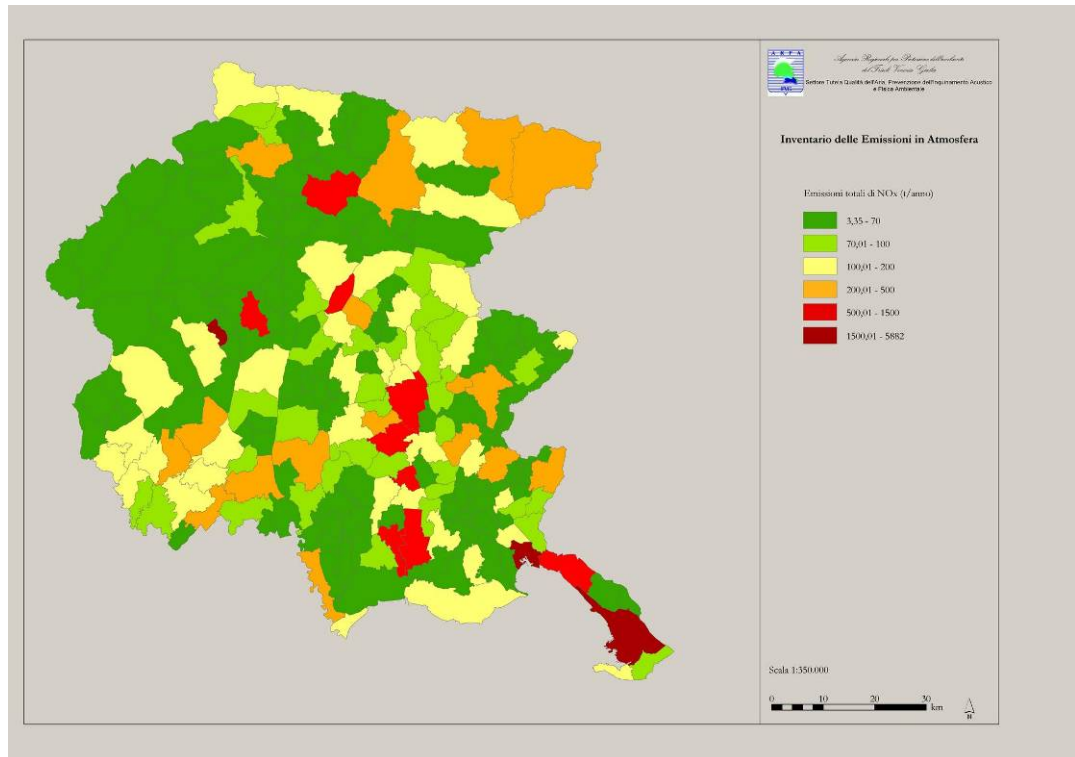 ARPA
FVG
Agenzia Regionale per Protezione dell'Ambiente
del Friuli Venezia Giulia
Settore Tutela Qualità dell'Aria, Prevenzione dell'Inquinamento Acustico
e Fisica Ambientale
Inventario delle Emissioni in Atmosfera
Emissioni totali di NOx (t/anno)
3,35 - 70
70,01 - 100
100,01 - 200
200,01 - 500
500,01 - 1500
1500,01 - 5882
Scala 1:350.000
0 10 20 30
km
N